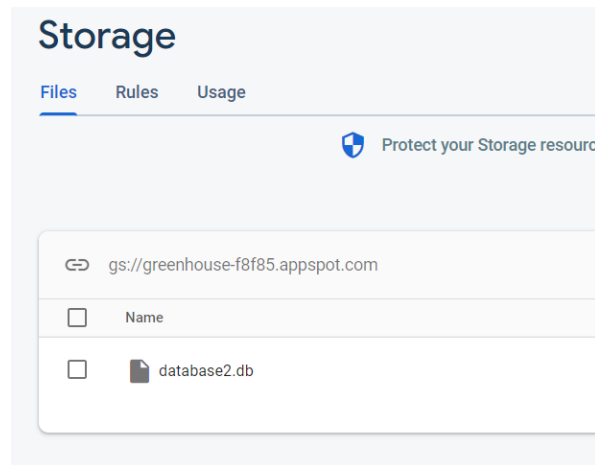 Storage
Files Rules Usage
Protect your Storage resourc
gs://greenhouse-f8f85.appspot.com
Name
database2.db